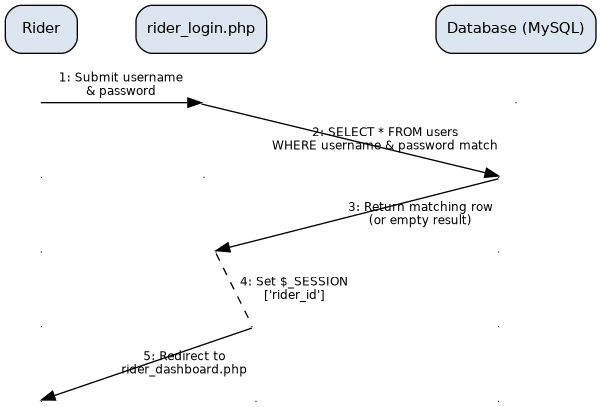 Rider
rider_login.php
Database (MySQL)
1: Submit username
& password
2: SELECT * FROM users
WHERE username & password match
3: Return matching row
(or empty result)
4: Set $_SESSION
['rider_id']
5: Redirect to
rider_dashboard.php